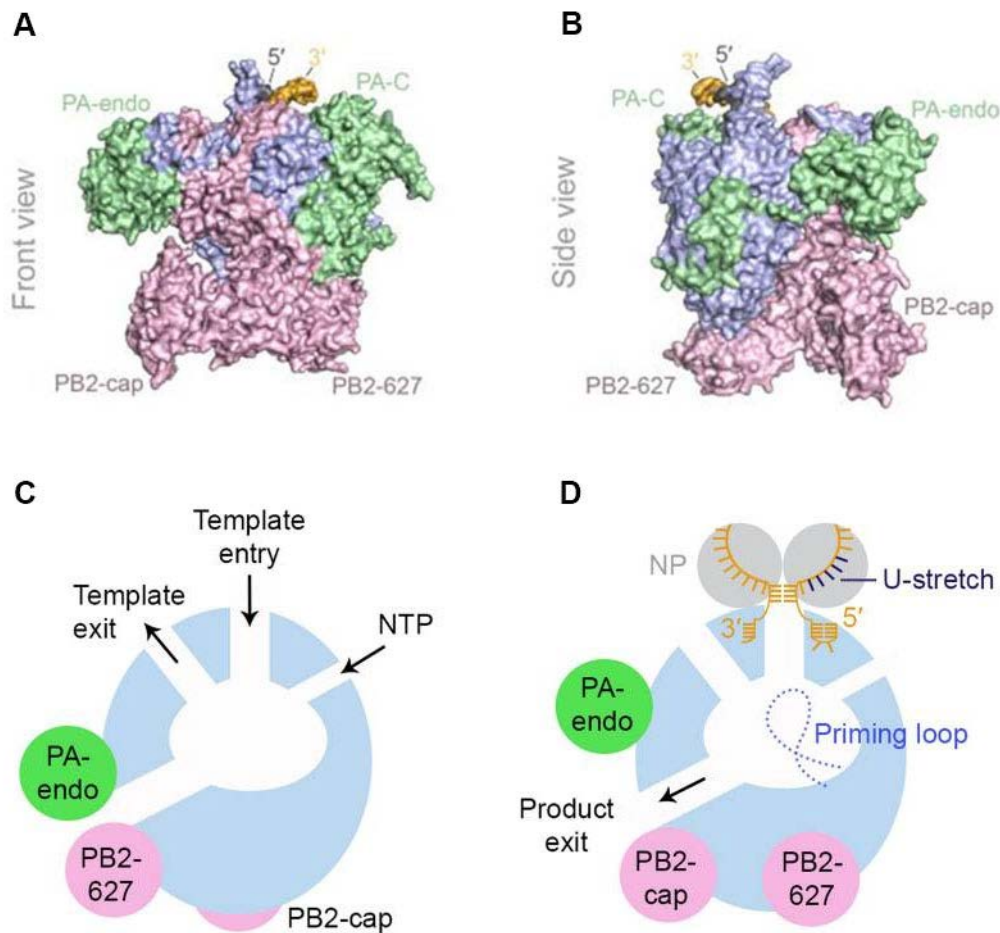 A
5′
3′
PA-endo
PA-C
Front view
PB2-cap
PB2-627
B
3′
5′
PA-C
PA-endo
Side view
PB2-cap
PB2-627
C
Template
entry
Template
exit
NTP
PA-
endo
PB2-
627
PB2-cap
D
NP
U-stretch
3′
5′
PA-
endo
Priming loop
Product
exit
PB2-
cap
PB2-
627